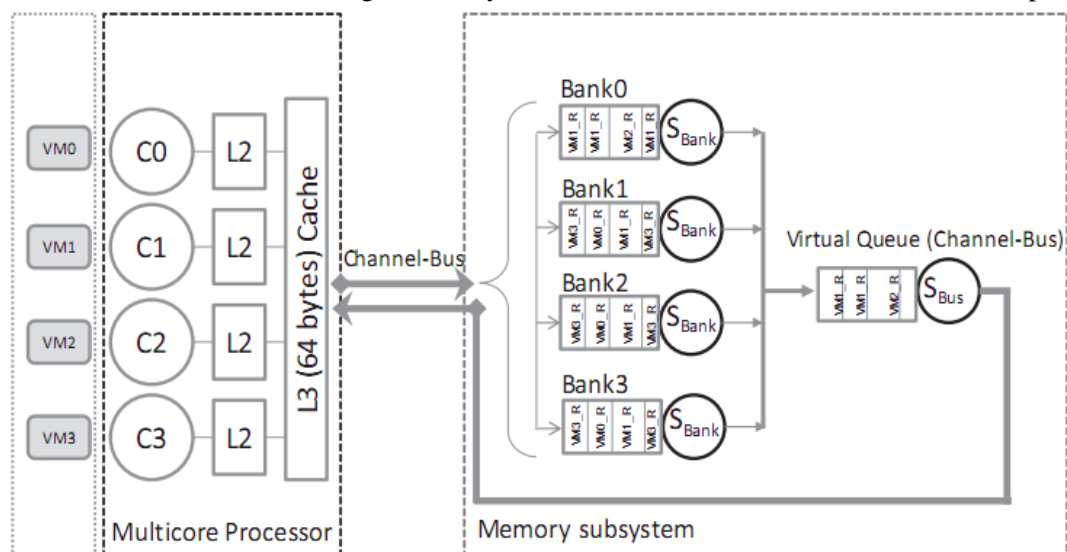 Bank0
VM0
C0
L2
VM1_R
VM1_R
VM2_R
VM1_R
SBank
Bank1
VM1
C1
L2
VM3_R
VM0_R
VM1_R
VM3_R
SBank
L3 (64 bytes) Cache
Channel-Bus
Virtual Queue (Channel-Bus)
VM1_R
VM1_R
VM2_R
SBus
Bank2
VM2
C2
L2
VM3_R
VM0_R
VM1_R
VM3_R
SBank
Bank3
VM3
C3
L2
VM3_R
VM0_R
VM1_R
VM3_R
SBank
Multicore Processor
Memory subsystem